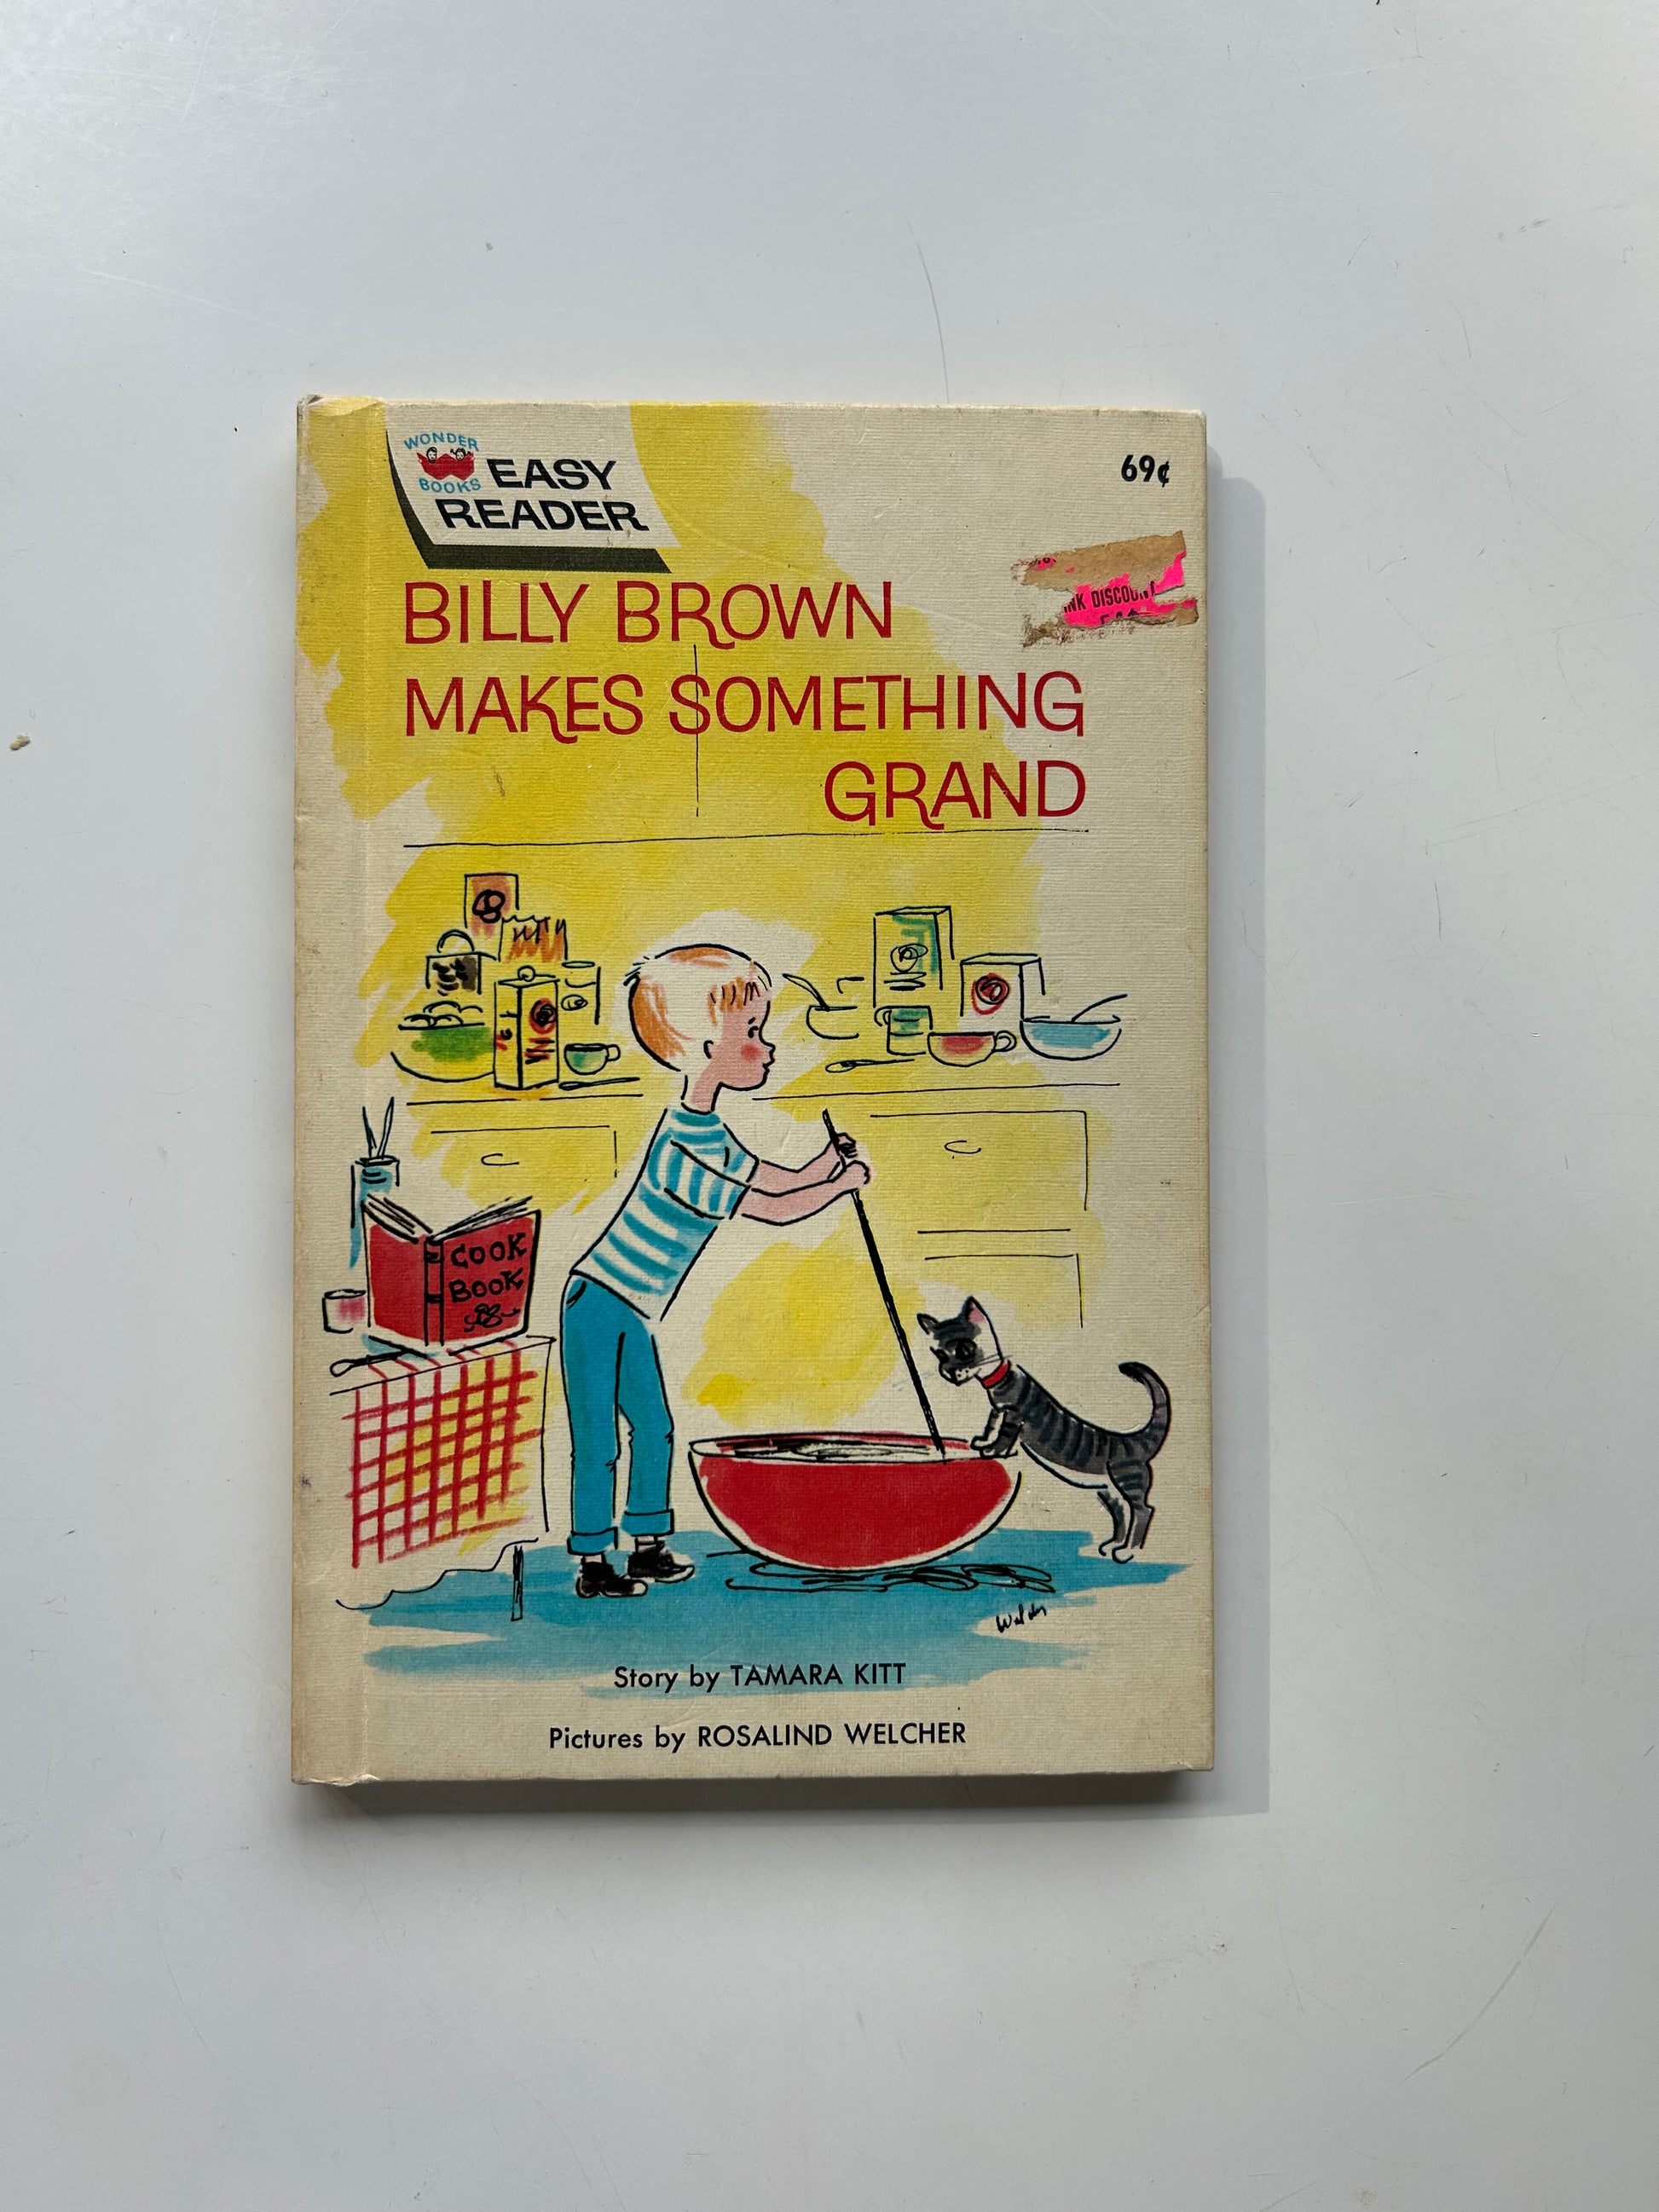 WONDER
BOOKS
EASY
READER
69¢
BILLY BROWN
MAKES SOMETHING
GRAND
DISCOUNT
COOK
BOOK
Story by TAMARA KITT
Pictures by ROSALIND WELCHER